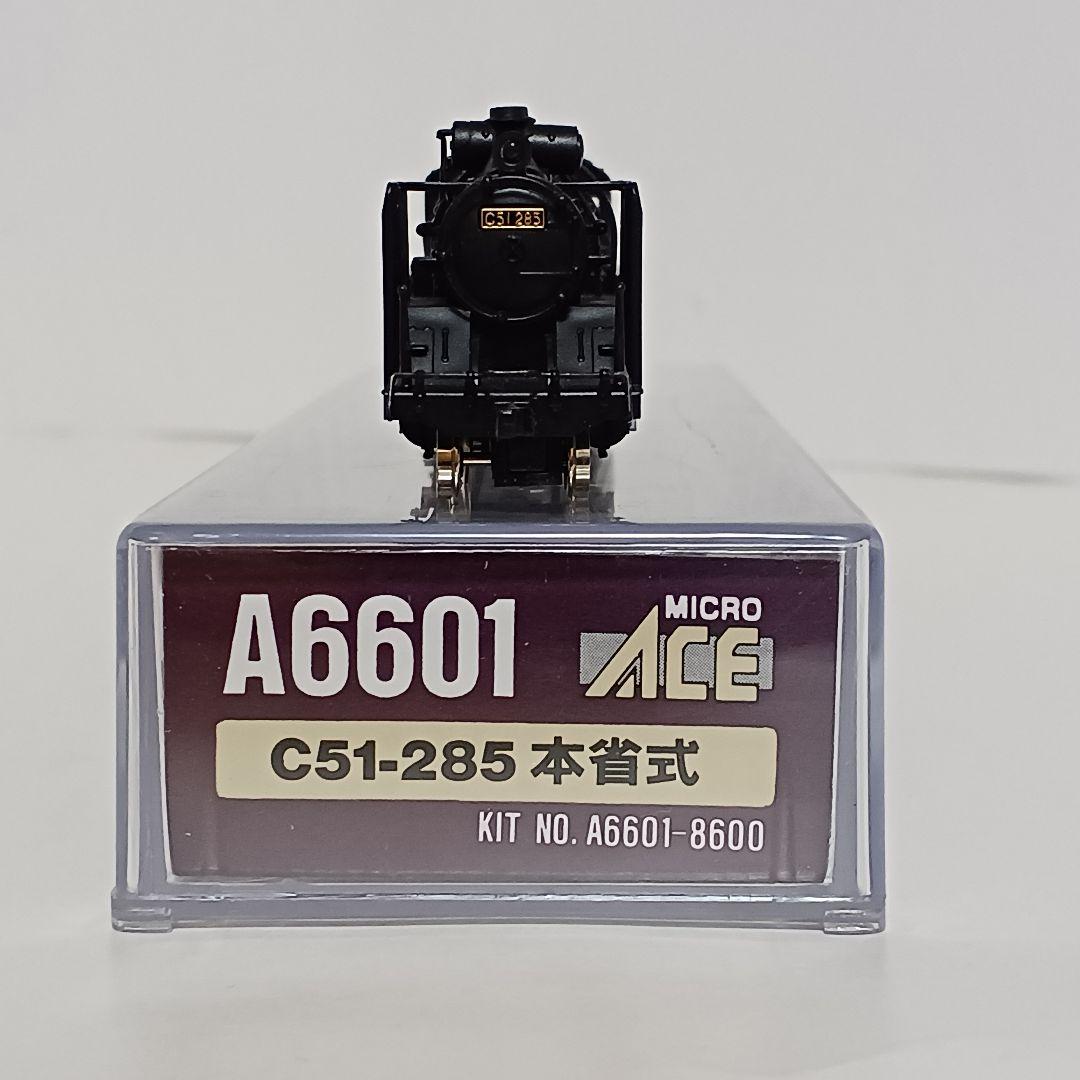 C51 285
A6601
MICRO
ACE
C51-285 本省式
KIT NO. A6601-8600